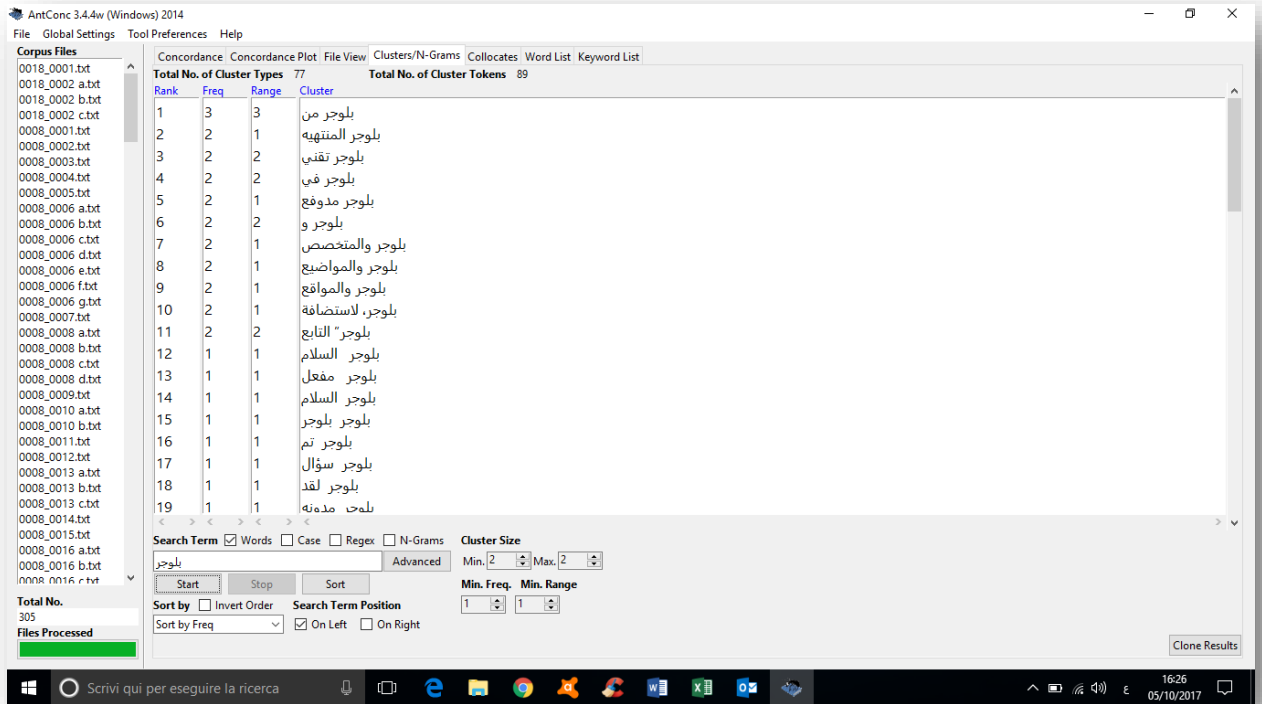 AntConc 3.4.4w (Windows) 2014
File Global Settings Tool Preferences Help
Corpus Files
0018_0001.txt
0018_0002 a.txt
0018_0002 b.txt
0018_0002 c.txt
0008_0001.txt
0008_0002.txt
0008_0003.txt
0008_0004.txt
0008_0005.txt
0008_0006 a.txt
0008_0006 b.txt
0008_0006 c.txt
0008_0006 d.txt
0008_0006 e.txt
0008_0006 f.txt
0008_0006 g.txt
0008_0007.txt
0008_0008 a.txt
0008_0008 b.txt
0008_0008 c.txt
0008_0008 d.txt
0008_0009.txt
0008_0010 a.txt
0008_0010 b.txt
0008_0011.txt
0008_0012.txt
0008_0013 a.txt
0008_0013 b.txt
0008_0013 c.txt
0008_0014.txt
0008_0015.txt
0008_0016 a.txt
0008_0016 b.txt
0008_0016 c.txt
Total No.
305
Files Processed
Concordance Concordance Plot File View Clusters/N-Grams Collocates Word List Keyword List
Total No. of Cluster Types 77 Total No. of Cluster Tokens 89
Rank Freq Range Cluster
1 3 3 بلوجر من
2 2 1 بلوجر المنتهيه
3 2 2 بلوجر تقني
4 2 2 بلوجر في
5 2 1 بلوجر مدوفع
6 2 2 بلوجر و
7 2 1 بلوجر والمتخصص
8 2 1 بلوجر والمواضيع
9 2 1 بلوجر والمواقع
10 2 1 بلوجر، لاستضافة
11 2 2 بلوجر” التابع
12 1 1 بلوجر السلام
13 1 1 بلوجر مفعل
14 1 1 بلوجر السلام
15 1 1 بلوجر بلوجر
16 1 1 بلوجر تم
17 1 1 بلوجر سؤال
18 1 1 بلوجر لقد
19 1 1 بلوجر مدونه
Search Term Words Case Regex N-Grams Cluster Size
بلوجر Advanced Min. 2 Max. 2
Start Stop Sort Min. Freq. Min. Range
Sort by Invert Order Search Term Position 1 1
Sort by Freq On Left On Right
Clone Results
Scrivi qui per eseguire la ricerca
ع
16:26
05/10/2017